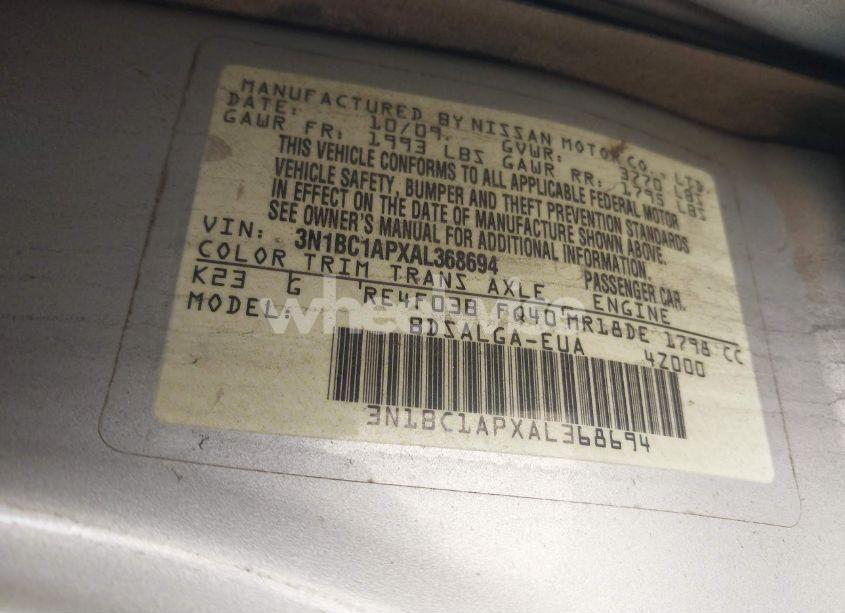 MANUFACTURED BY NISSAN MOTOR CO., LTD.
DATE: 10/09. GVWR: 3770 LBS
GAWR FR: 1993 LBS GAWR RR: 1795 LBS
THIS VEHICLE CONFORMS TO ALL APPLICABLE FEDERAL MOTOR
VEHICLE SAFETY, BUMPER AND THEFT PREVENTION STANDARDS
IN EFFECT ON THE DATE OF MANUFACTURE SHOWN ABOVE.
SEE OWNER'S MANUAL FOR ADDITIONAL INFORMATION.
VIN: 3N1BC1APXAL368694 PASSENGER CAR.
COLOR TRIM TRANS AXLE ENGINE
K23 G RE4F03B FQ40 MR18DE 1798 CC
MODEL: BDSALGA-EUA 4Z000
3N1BC1APXAL368694